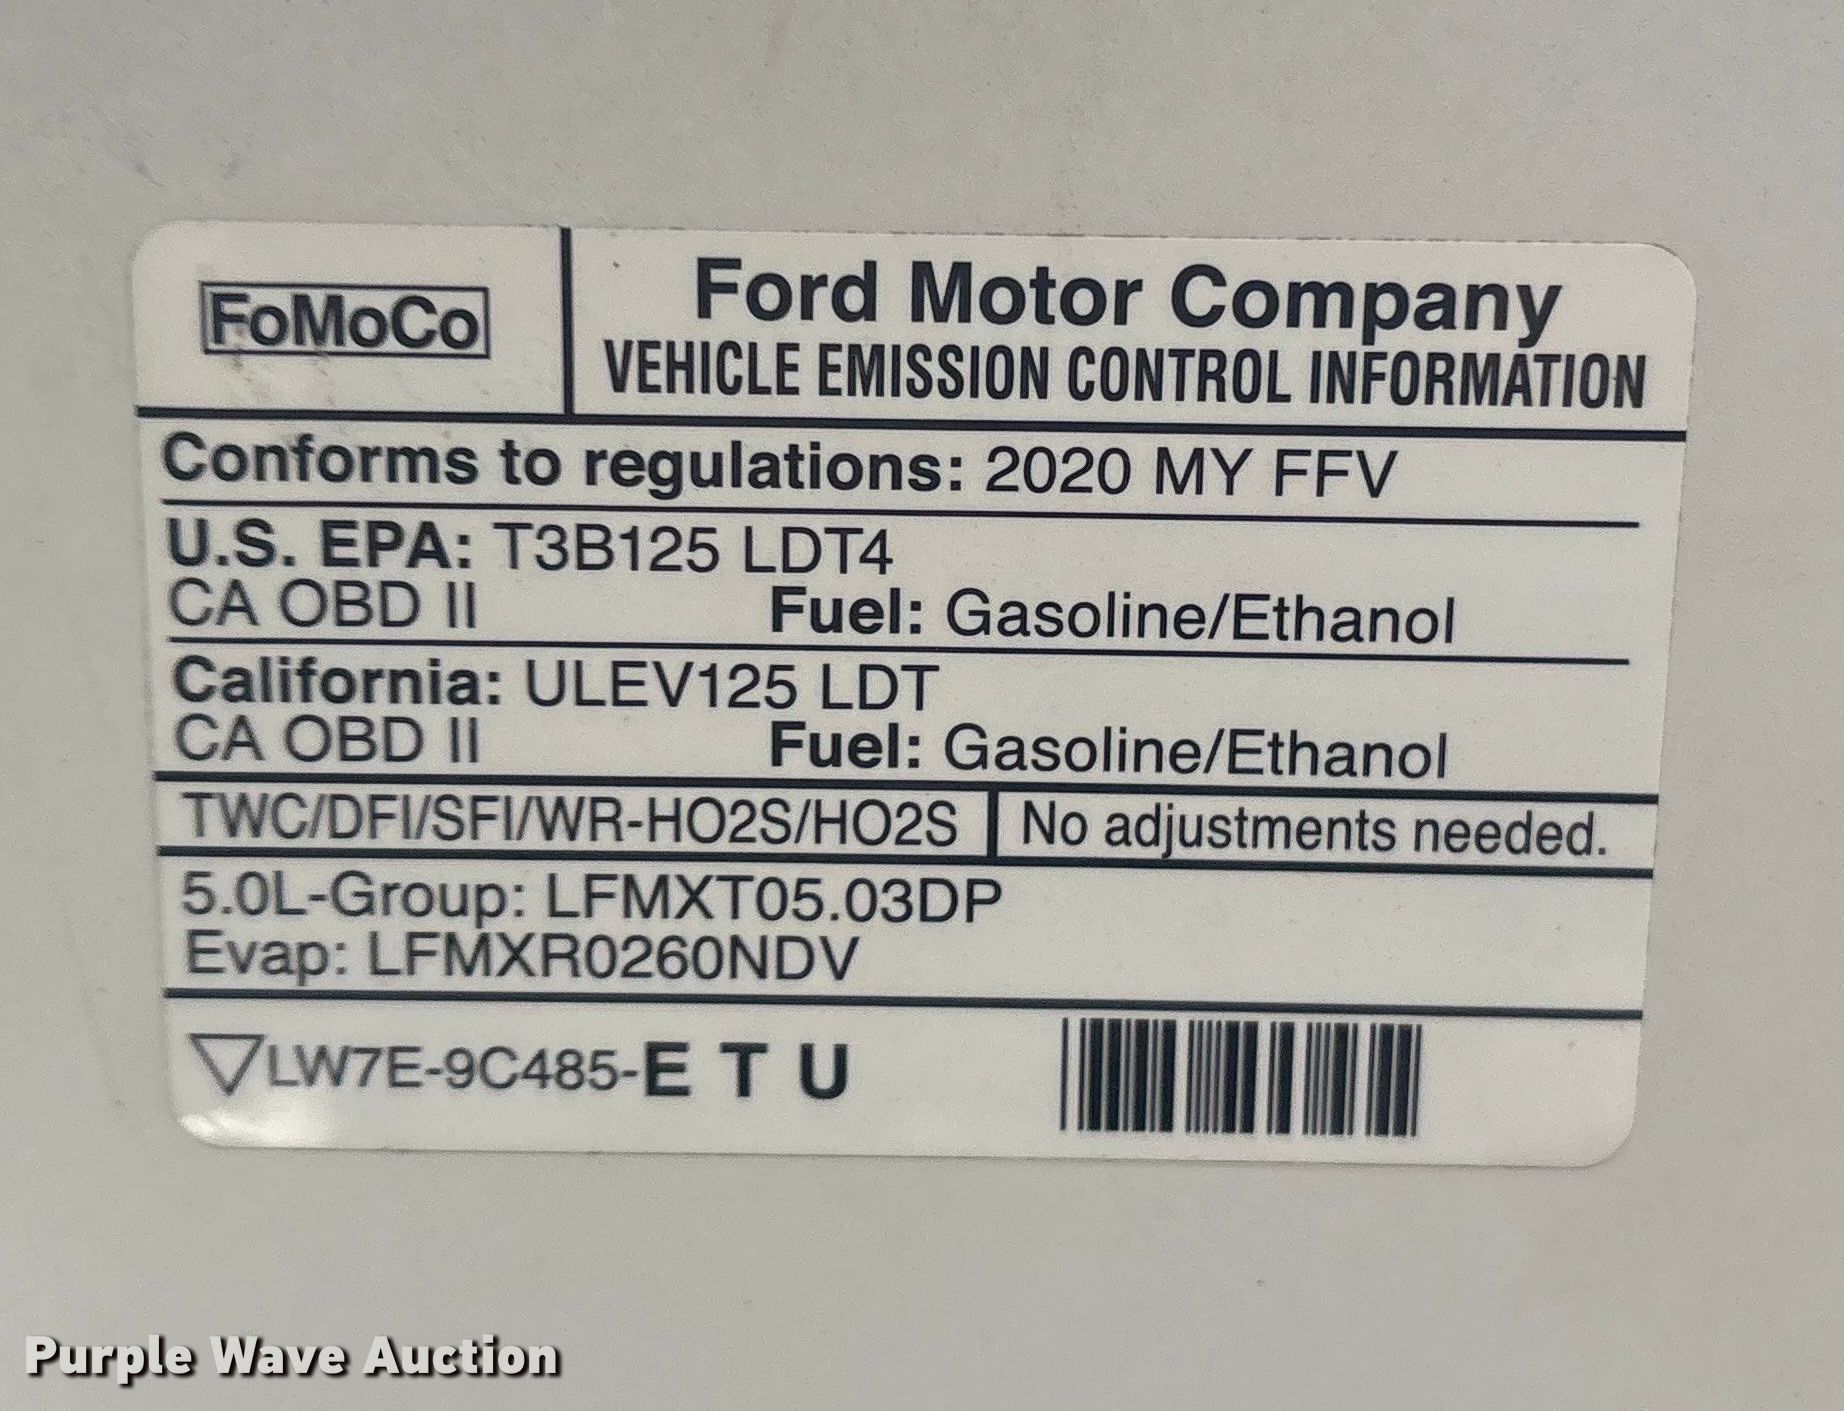 FoMoCo
Ford Motor Company
VEHICLE EMISSION CONTROL INFORMATION
Conforms to regulations: 2020 MY FFV
U.S. EPA: T3B125 LDT4
CA OBD II Fuel: Gasoline/Ethanol
California: ULEV125 LDT
CA OBD II Fuel: Gasoline/Ethanol
TWC/DFI/SFI/WR-HO2S/HO2S No adjustments needed.
5.0L-Group: LFMXT05.03DP
Evap: LFMXR0260NDV
▽LW7E-9C485-E T U
Purple Wave Auction